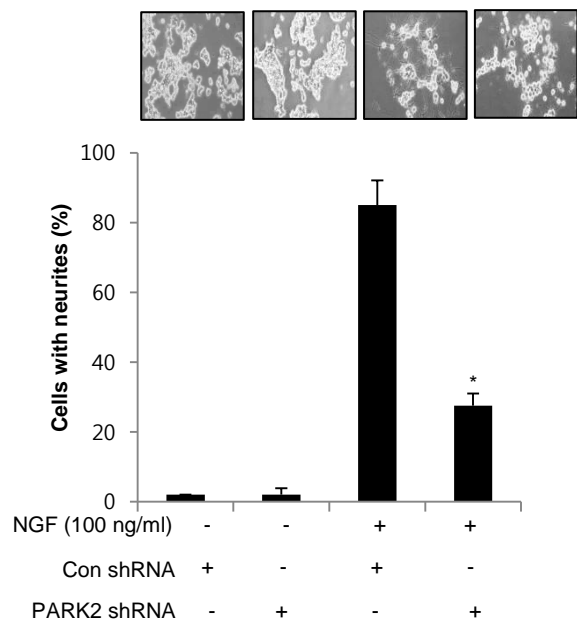 100
80
60
40
20
0
Cells with neurites (%)
*
NGF (100 ng/ml) - - + +
Con shRNA + - + -
PARK2 shRNA - + - +